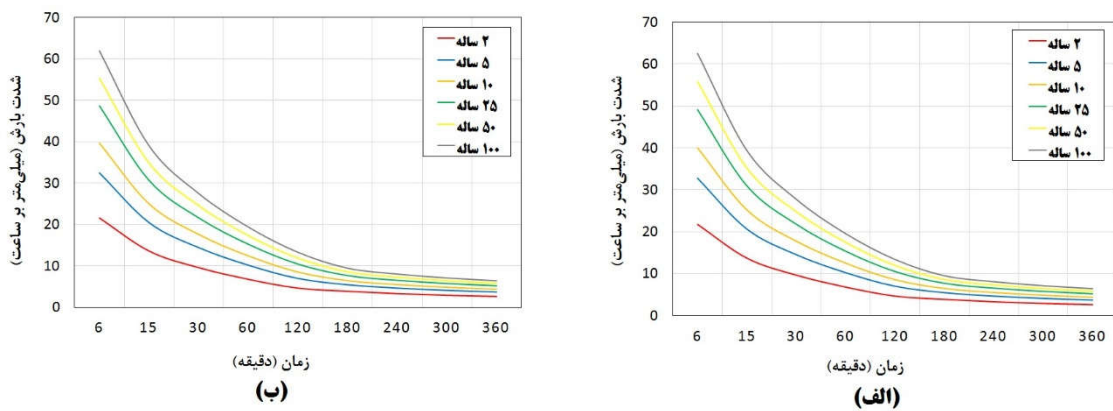 70
60
50
40
30
20
10
0
شدت بارش (میلی‌متر بر ساعت)
۲ ساله
۵ ساله
۱۰ ساله
۲۵ ساله
۵۰ ساله
۱۰۰ ساله
6 15 30 60 120 180 240 300 360
زمان (دقیقه)
(الف)
70
60
50
40
30
20
10
0
شدت بارش (میلی‌متر بر ساعت)
۲ ساله
۵ ساله
۱۰ ساله
۲۵ ساله
۵۰ ساله
۱۰۰ ساله
6 15 30 60 120 180 240 300 360
زمان (دقیقه)
(ب)